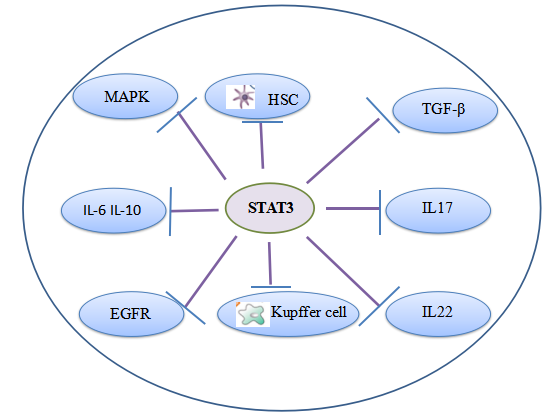 MAPK
HSC
TGF-β
IL-6 IL-10
STAT3
IL17
EGFR
Kupffer cell
IL22